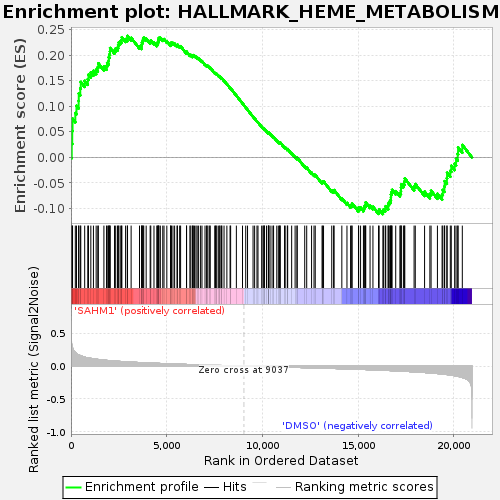 Enrichment plot: HALLMARK_HEME_METABOLISM
Enrichment score (ES)
0.25
0.20
0.15
0.10
0.05
0.00
-0.05
-0.10
Ranked list metric (Signal2Noise)
'SAHM1' (positively correlated)
0.5
0.0
-0.5
-1.0
Zero cross at 9037
'DMSO' (negatively correlated)
0
5,000
10,000
15,000
20,000
Rank in Ordered Dataset
Enrichment profile
Hits
Ranking metric scores